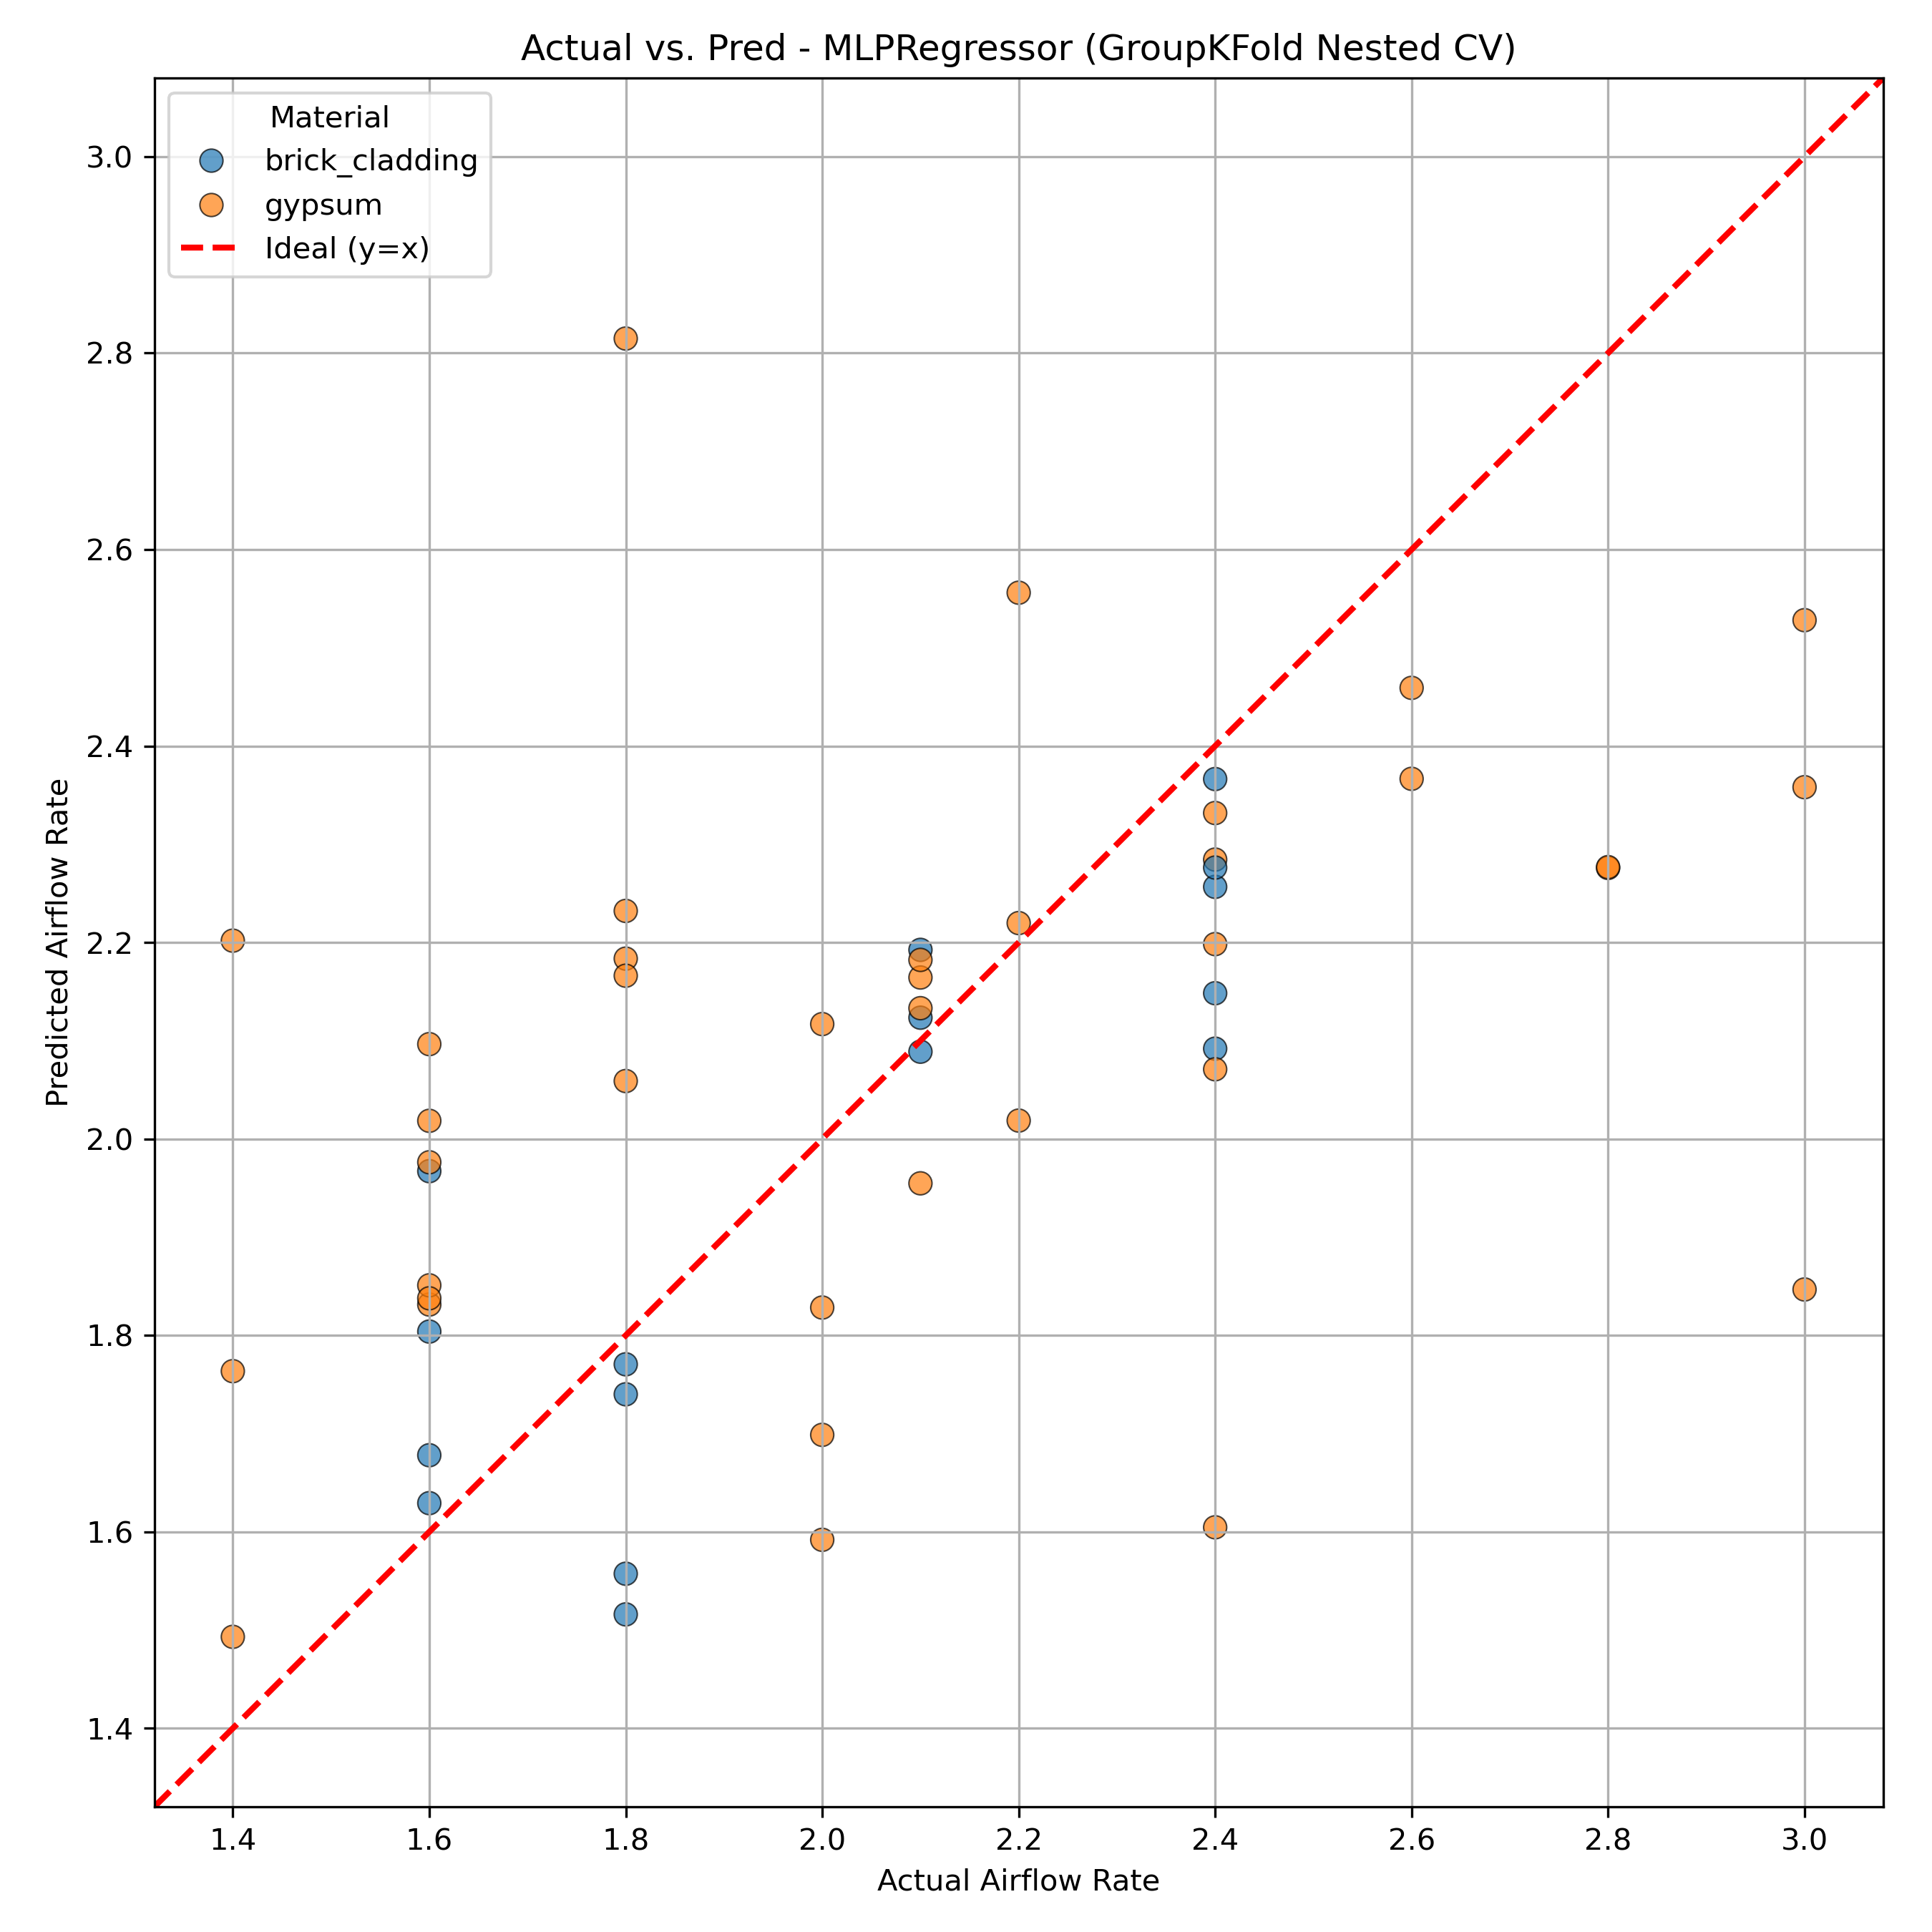 Actual vs. Pred - MLPRegressor (GroupKFold Nested CV)
Material
brick_cladding
gypsum
Ideal (y=x)
3.0
2.8
2.6
2.4
2.2
2.0
1.8
1.6
1.4
Predicted Airflow Rate
1.4 1.6 1.8 2.0 2.2 2.4 2.6 2.8 3.0
Actual Airflow Rate